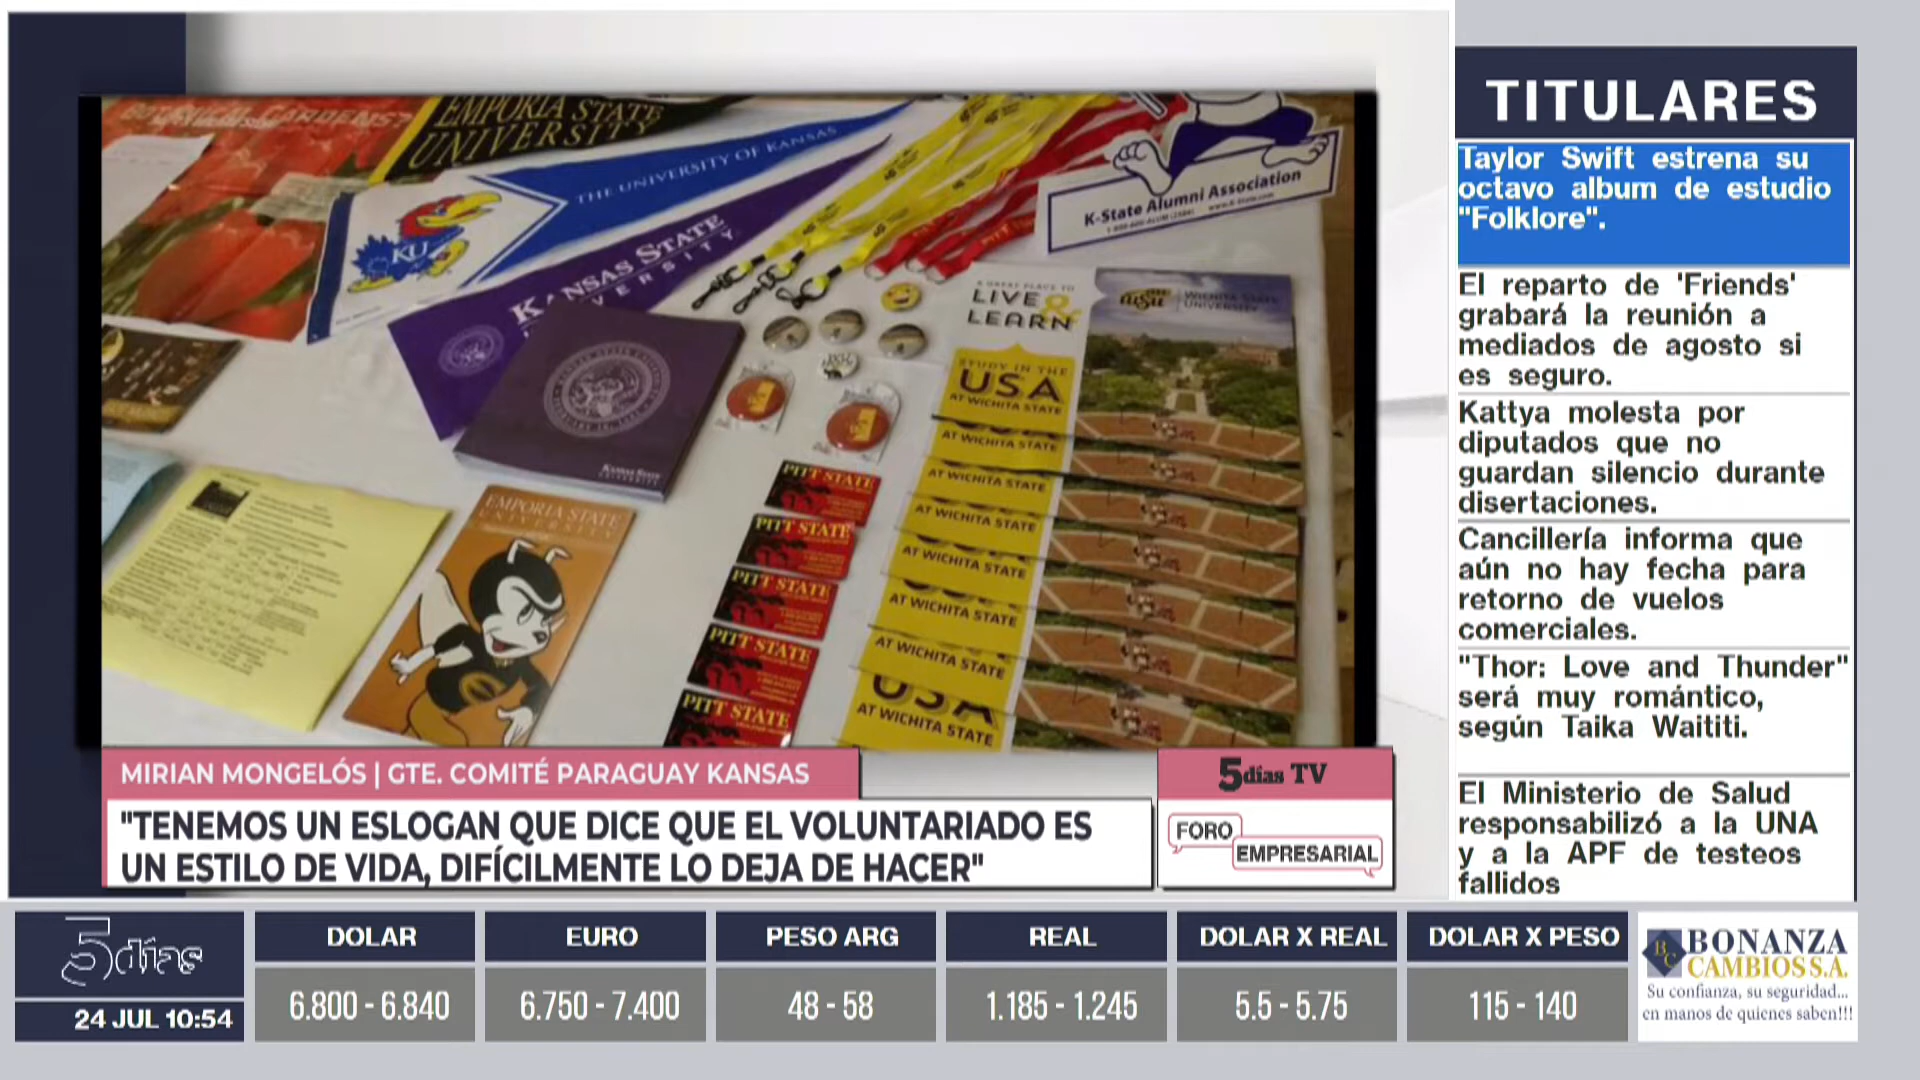 BOTANICAL GARDENS?
EMPORIA STATE
UNIVERSITY
THE UNIVERSITY OF KANSAS
KU
KANSAS STATE
K-State Alumni Association
LIVE &
LEARN
WICHITA STATE
UNIVERSITY
STUDY IN THE
USA
AT WICHITA STATE
AT WICHITA STATE
AT WICHITA STATE
AT WICHITA STATE
AT WICHITA STATE
AT WICHITA STATE
AT WICHITA STATE
USA
AT WICHITA STATE
KANSAS STATE
UNIVERSITY
EMPORIA STATE
UNIVERSITY
PITT STATE
PITT STATE
PITT STATE
PITT STATE
PITT STATE
MIRIAN MONGELÓS | GTE. COMITÉ PARAGUAY KANSAS
"TENEMOS UN ESLOGAN QUE DICE QUE EL VOLUNTARIADO ES
UN ESTILO DE VIDA, DIFÍCILMENTE LO DEJA DE HACER"
5días TV
FORO
EMPRESARIAL
TITULARES
Taylor Swift estrena su
octavo album de estudio
"Folklore".
El reparto de 'Friends'
grabará la reunión a
mediados de agosto si
es seguro.
Kattya molesta por
diputados que no
guardan silencio durante
disertaciones.
Cancillería informa que
aún no hay fecha para
retorno de vuelos
comerciales.
"Thor: Love and Thunder"
será muy romántico,
según Taika Waititi.
El Ministerio de Salud
responsabilizó a la UNA
y a la APF de testeos
fallidos
5días
24 JUL 10:54
DOLAR
6.800 - 6.840
EURO
6.750 - 7.400
PESO ARG
48 - 58
REAL
1.185 - 1.245
DOLAR X REAL
5.5 - 5.75
DOLAR X PESO
115 - 140
BC
BONANZA
CAMBIOS S.A.
Su confianza, su seguridad...
en manos de quienes saben!!!